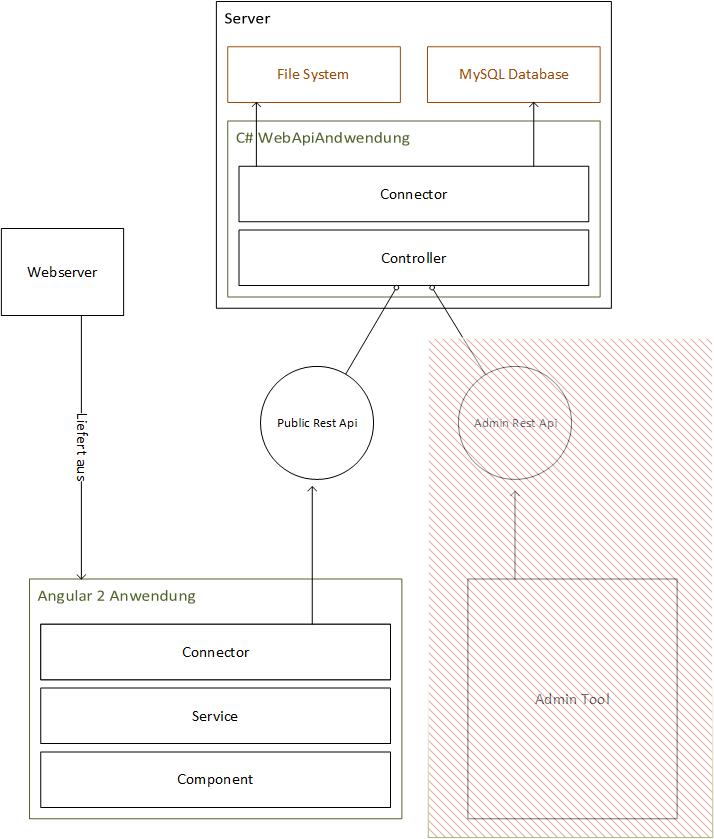 Server
File System
MySQL Database
C# WebApiAndwendung
Connector
Controller
Webserver
Liefert aus
Public Rest Api
Admin Rest Api
Angular 2 Anwendung
Connector
Service
Component
Admin Tool